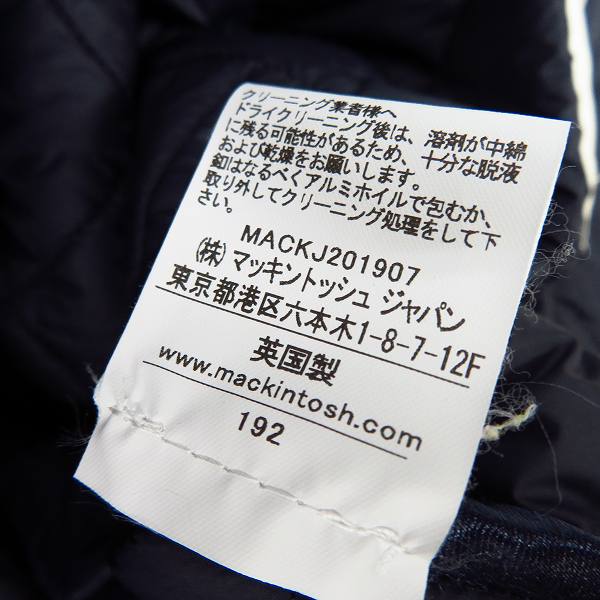 クリーニング業者様へ
ドライクリーニング後は、溶剤が中綿
に残る可能性があるため、十分な脱液
および乾燥をお願いします。
釦はなるべくアルミホイルで包むか、
取り外してクリーニング処理をして下
さい。
MACKJ201907
(株)マッキントッシュ ジャパン
東京都港区六本木1-8-7-12F
英国製
www.mackintosh.com
192